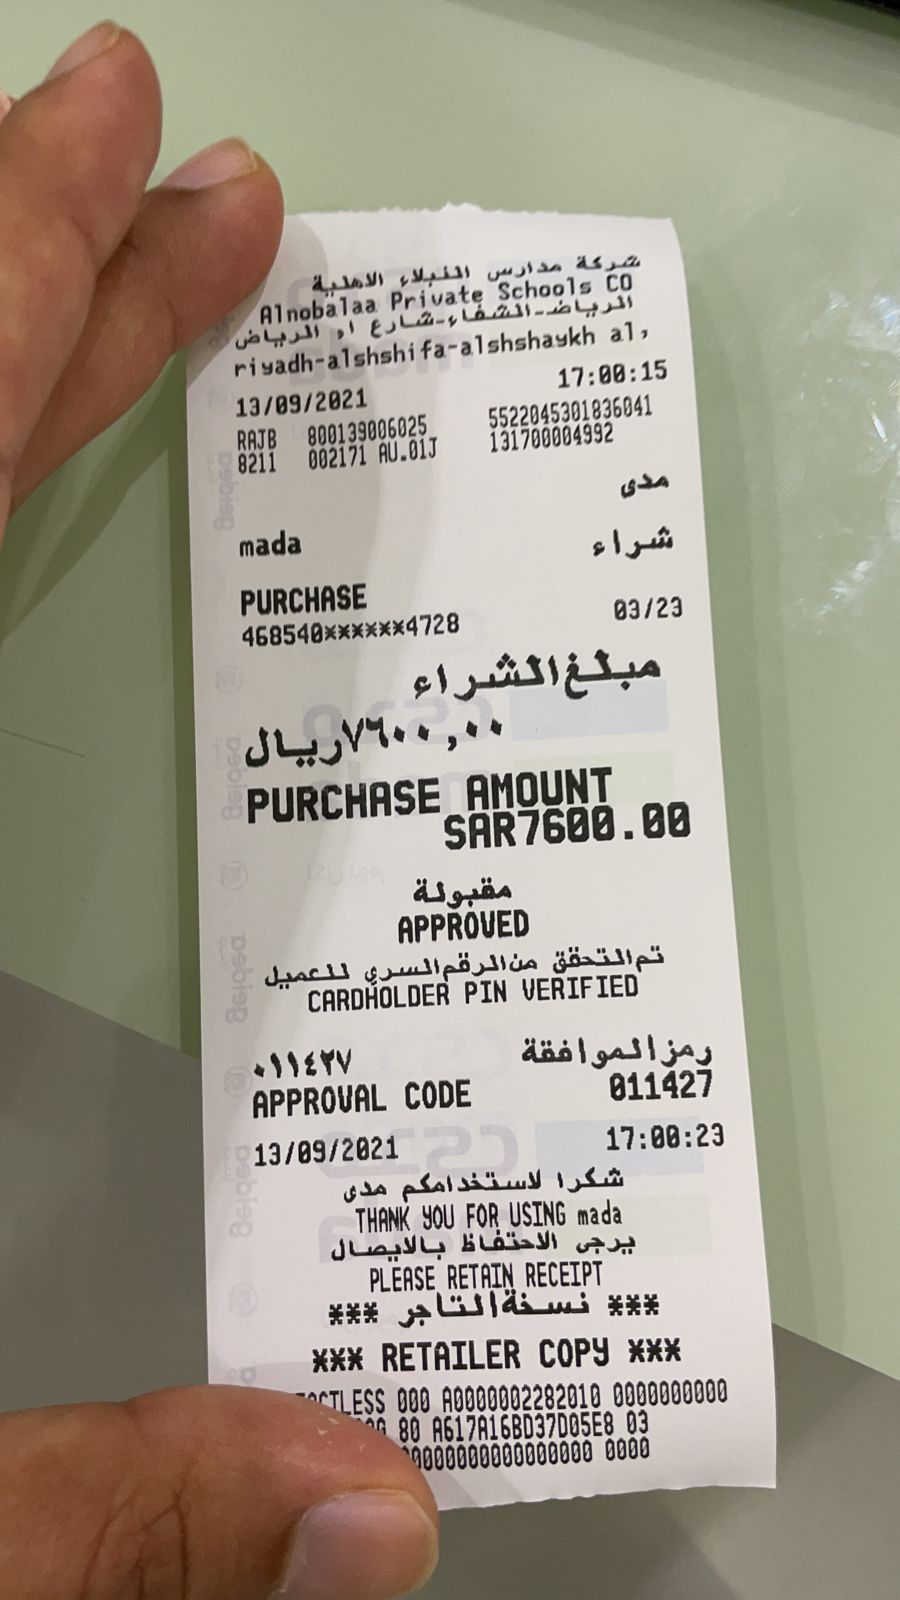 شركة مدارس النبلاء الاهلية
Alnobalaa Private Schools CO
الرياض-الشفاء-شارع ا, الرياض
riyadh-alshshifa-alshshaykh al,
13/09/2021 17:00:15
RAJB 800139006025 5522045301836041
8211 002171 AU.01J 131700004992
مدى
mada
شراء
PURCHASE
468540******4728 03/23
مبلغ الشراء
٧٦٠٠,٠٠ ريال
PURCHASE AMOUNT
SAR7600.00
مقبولة
APPROVED
تم التحقق من الرقم السري للعميل
CARDHOLDER PIN VERIFIED
رمز الموافقة ٠١١٤٢٧
APPROVAL CODE 011427
13/09/2021 17:00:23
شكرا لاستخدامكم مدى
THANK YOU FOR USING mada
يرجى الاحتفاظ بالايصال
PLEASE RETAIN RECEIPT
*** نسخة التاجر ***
*** RETAILER COPY ***
000 A0000002282010 0000000000
80 A617A16BD37D05E8 03
0000
geidea